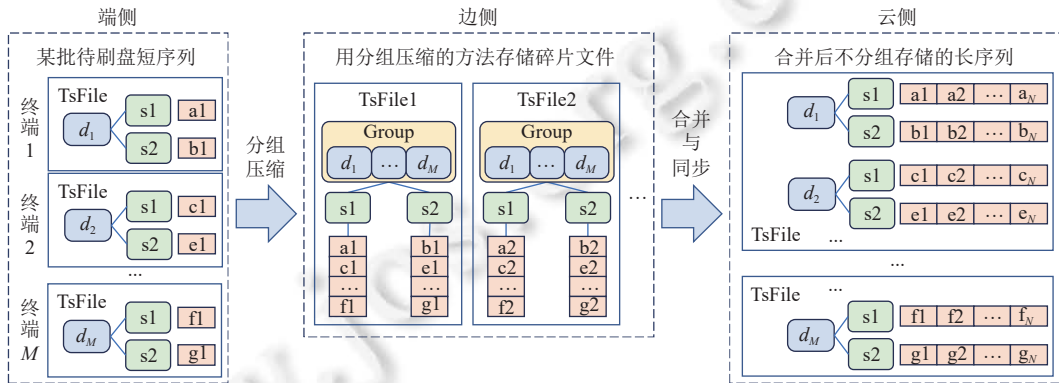 端侧
某批待刷盘短序列
终端1
TsFile
d1
s1
a1
s2
b1
终端2
TsFile
d2
s1
c1
s2
e1
...
终端M
TsFile
dM
s1
f1
s2
g1
分组
压缩
边侧
用分组压缩的方法存储碎片文件
TsFile1
Group
d1 … dM
s1 s2
a1 b1
c1 e1
… …
f1 g1
TsFile2
Group
d1 … dM
s1 s2
a2 b2
c2 e2
… …
f2 g2
…
合并
与
同步
云侧
合并后不分组存储的长序列
d1
s1 a1 a2 … aN
s2 b1 b2 … bN
d2
s1 c1 c2 … cN
s2 e1 e2 … eN
TsFile ...
...
TsFile ...
dM
s1 f1 f2 … fN
s2 g1 g2 … gN